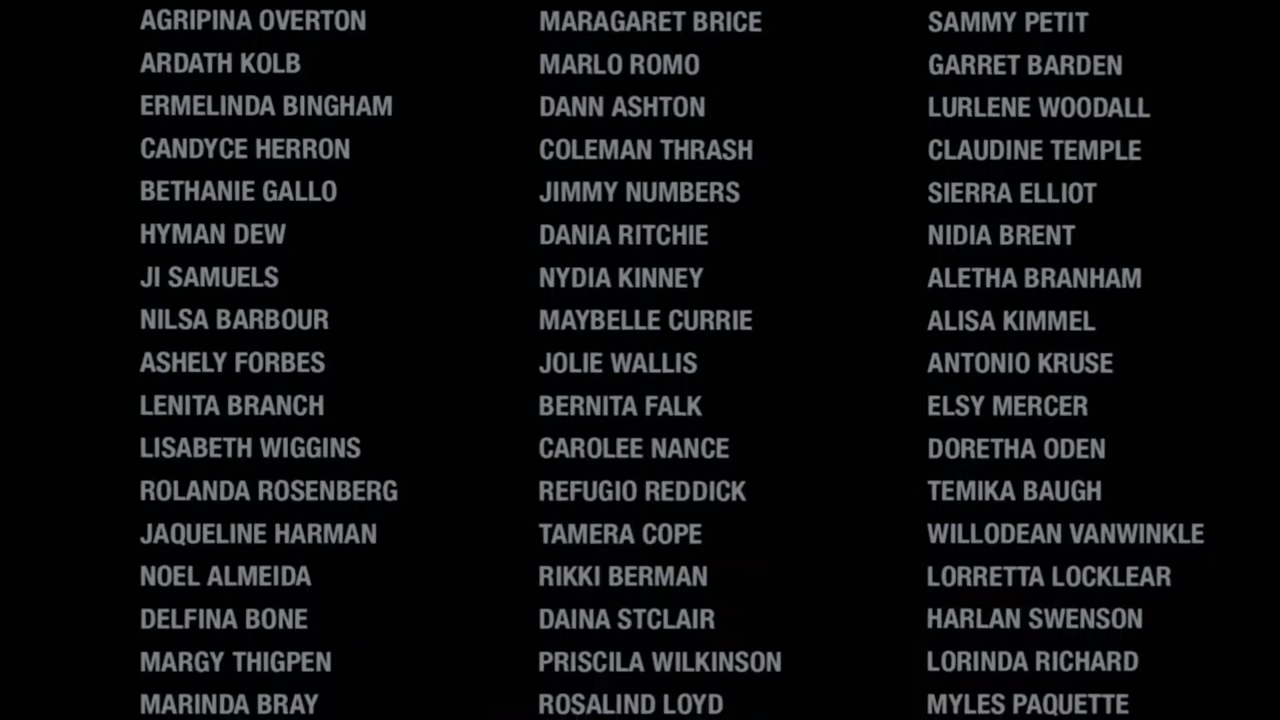 AGRIPINA OVERTON
ARDATH KOLB
ERMELINDA BINGHAM
CANDYCE HERRON
BETHANIE GALLO
HYMAN DEW
JI SAMUELS
NILSA BARBOUR
ASHELY FORBES
LENITA BRANCH
LISABETH WIGGINS
ROLANDA ROSENBERG
JAQUELINE HARMAN
NOEL ALMEIDA
DELFINA BONE
MARGY THIGPEN
MARINDA BRAY
MARAGARET BRICE
MARLO ROMO
DANN ASHTON
COLEMAN THRASH
JIMMY NUMBERS
DANIA RITCHIE
NYDIA KINNEY
MAYBELLE CURRIE
JOLIE WALLIS
BERNITA FALK
CAROLEE NANCE
REFUGIO REDDICK
TAMERA COPE
RIKKI BERMAN
DAINA STCLAIR
PRISCILA WILKINSON
ROSALIND LOYD
SAMMY PETIT
GARRET BARDEN
LURLENE WOODALL
CLAUDINE TEMPLE
SIERRA ELLIOT
NIDIA BRENT
ALETHA BRANHAM
ALISA KIMMEL
ANTONIO KRUSE
ELSY MERCER
DORETHA ODEN
TEMIKA BAUGH
WILLODEAN VANWINKLE
LORRETTA LOCKLEAR
HARLAN SWENSON
LORINDA RICHARD
MYLES PAQUETTE